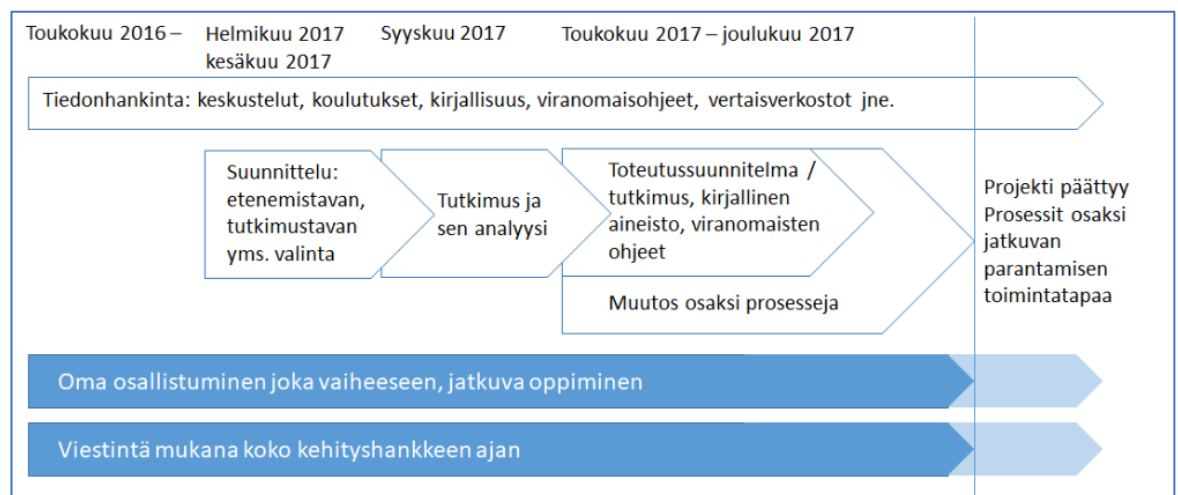 Toukokuu 2016 –
Helmikuu 2017
kesäkuu 2017
Syyskuu 2017
Toukokuu 2017 – joulukuu 2017
Tiedonhankinta: keskustelut, koulutukset, kirjallisuus, viranomaisohjeet, vertaisverkostot jne.
Suunnittelu:
etenemistavan,
tutkimustavan
yms. valinta
Tutkimus ja
sen analyysi
Toteutussuunnitelma /
tutkimus, kirjallinen
aineisto, viranomaisten
ohjeet
Muutos osaksi prosesseja
Projekti päättyy
Prosessit osaksi
jatkuvan
parantamisen
toimintatapaa
Oma osallistuminen joka vaiheeseen, jatkuva oppiminen
Viestintä mukana koko kehityshankkeen ajan